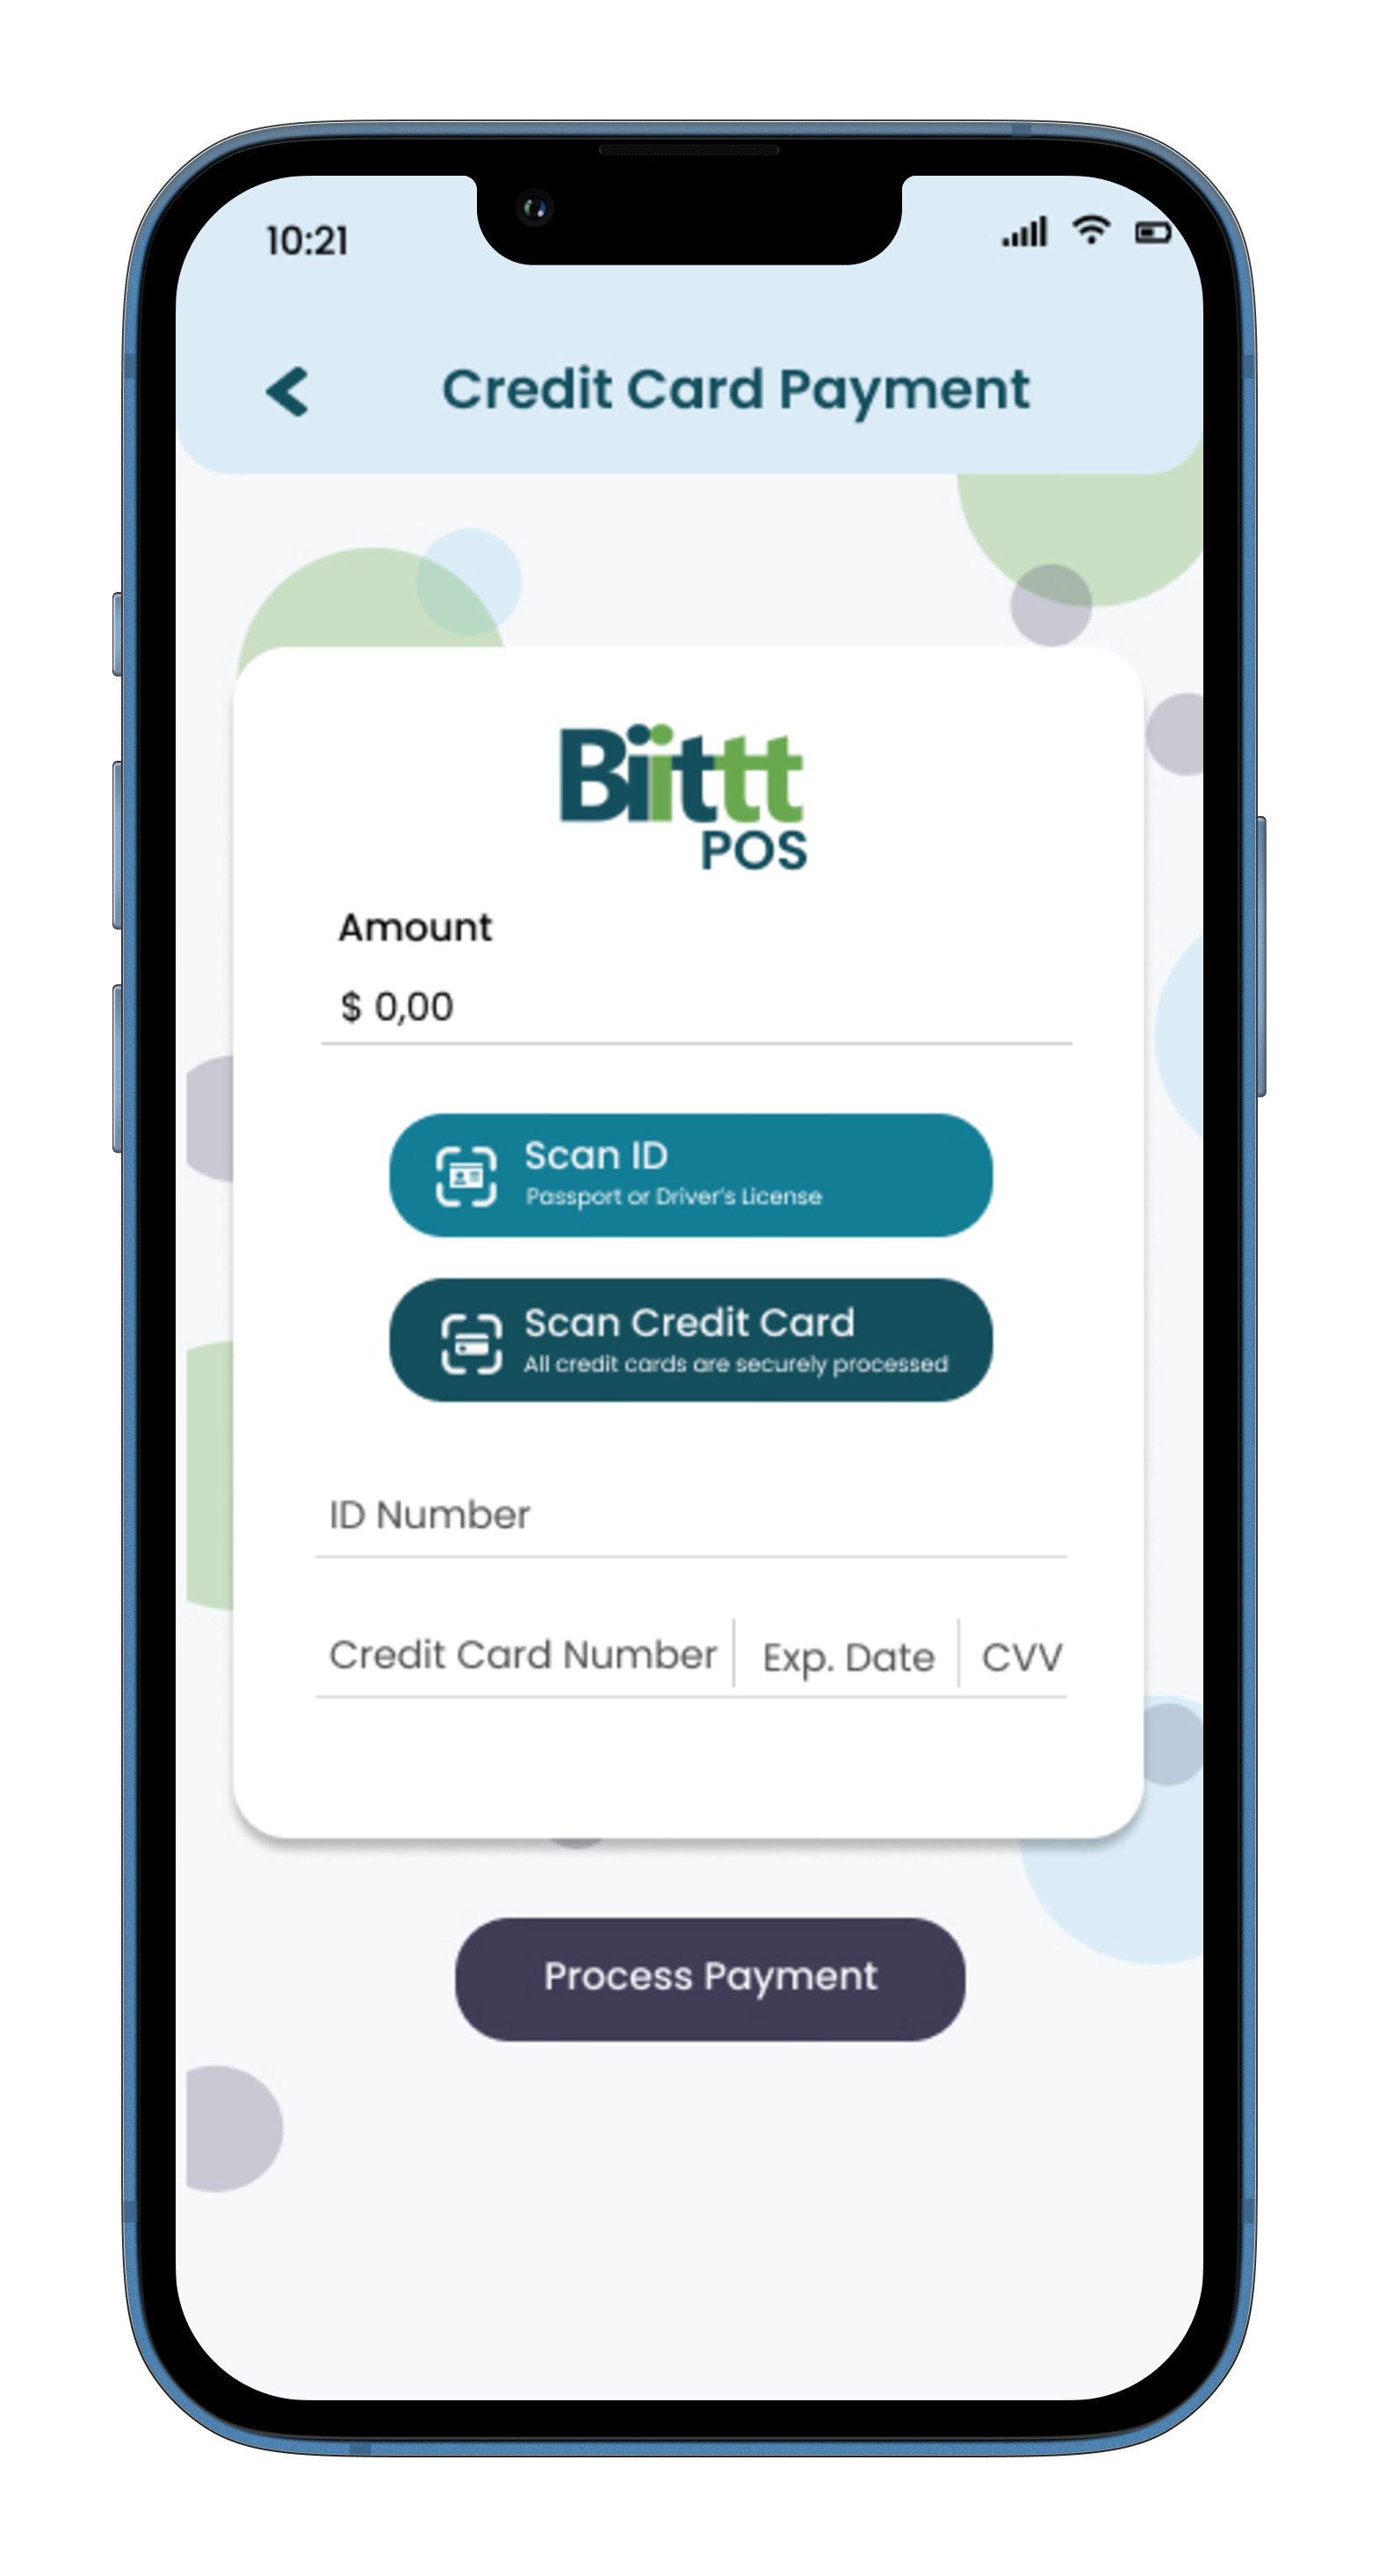 10:21
Credit Card Payment
Biittt
POS
Amount
$ 0,00
Scan ID
Passport or Driver's License
Scan Credit Card
All credit cards are securely processed
ID Number
Credit Card Number Exp. Date CVV
Process Payment